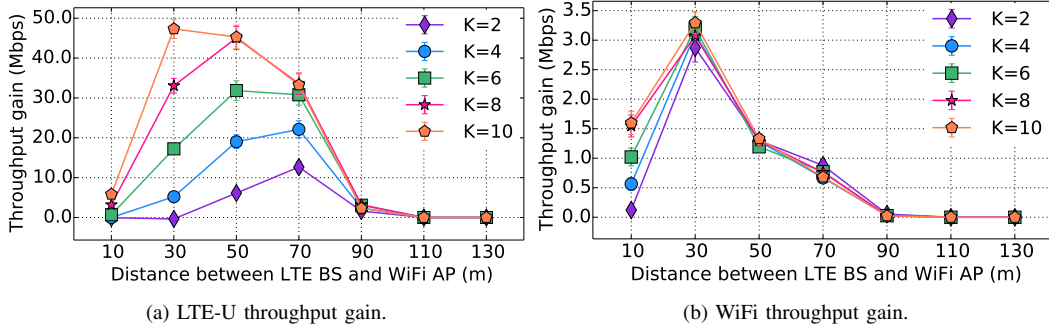 50.0
40.0
30.0
20.0
10.0
0.0
Throughput gain (Mbps)
10 30 50 70 90 110 130
Distance between LTE BS and WiFi AP (m)
K=2
K=4
K=6
K=8
K=10
(a) LTE-U throughput gain.
3.5
3.0
2.5
2.0
1.5
1.0
0.5
0.0
Throughput gain (Mbps)
10 30 50 70 90 110 130
Distance between LTE BS and WiFi AP (m)
K=2
K=4
K=6
K=8
K=10
(b) WiFi throughput gain.